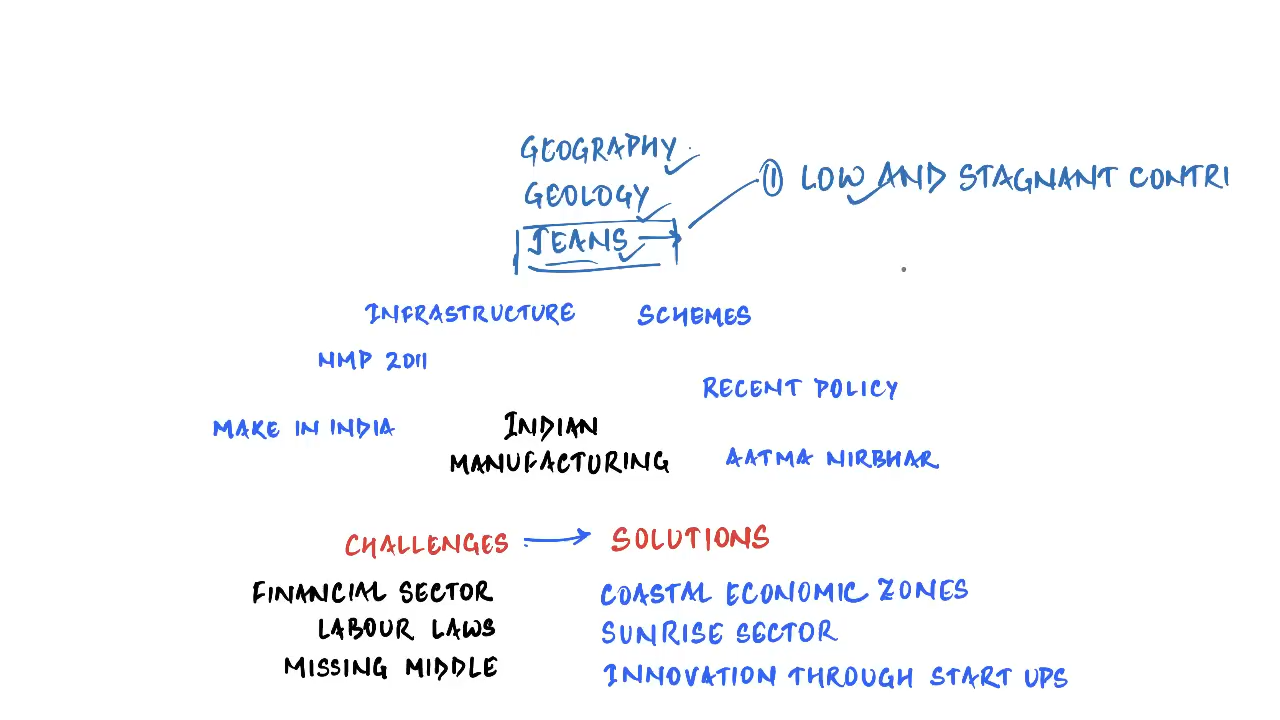 GEOGRAPHY
① LOW AND STAGNANT CONTRI
GEOLOGY
JEANS
INFRASTRUCTURE SCHEMES
NMP 2011
RECENT POLICY
MAKE IN INDIA
INDIAN
MANUFACTURING
AATMA NIRBHAR
CHALLENGES → SOLUTIONS
FINANCIAL SECTOR COASTAL ECONOMIC ZONES
LABOUR LAWS SUNRISE SECTOR
MISSING MIDDLE INNOVATION THROUGH START UPS